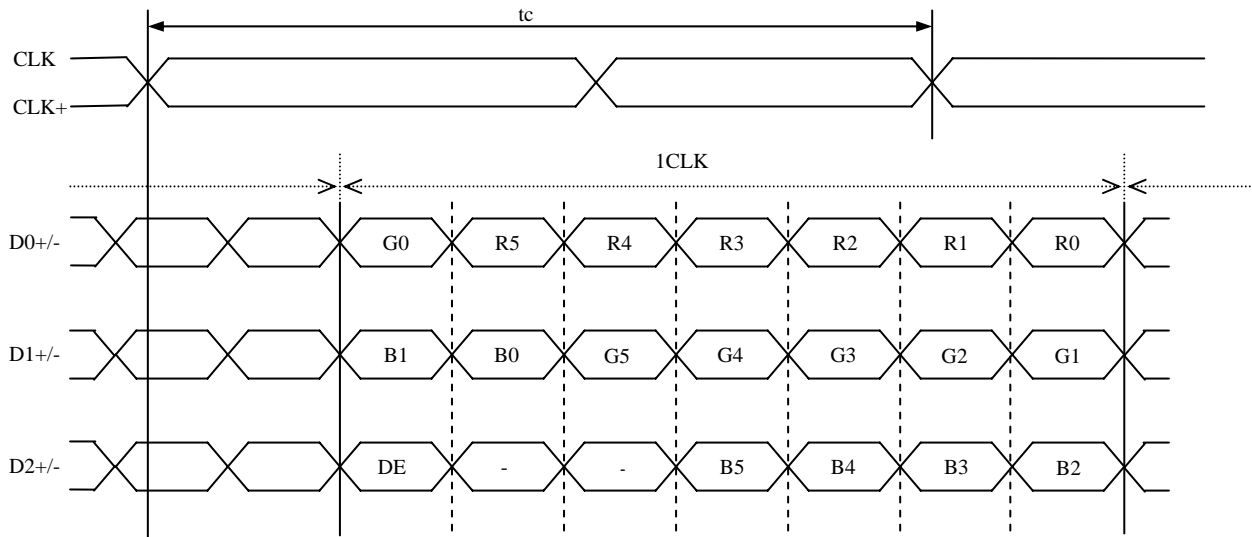 tc
CLK
CLK+
1CLK
D0+/- G0 R5 R4 R3 R2 R1 R0
D1+/- B1 B0 G5 G4 G3 G2 G1
D2+/- DE - - B5 B4 B3 B2